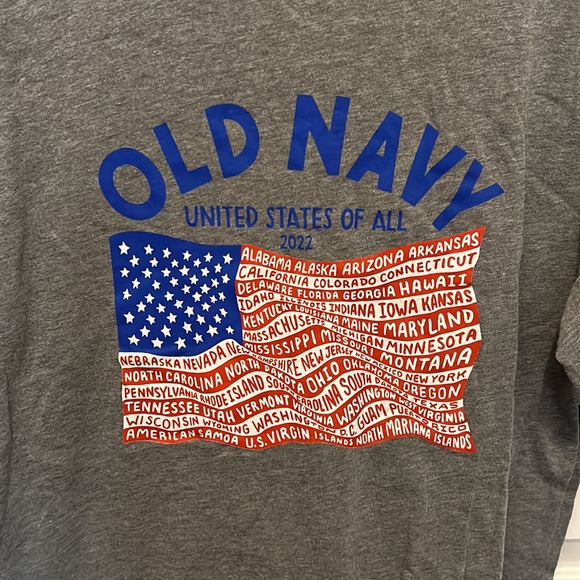 OLD NAVY
UNITED STATES OF ALL
2022
ALABAMA ALASKA ARIZONA ARKANSAS
CALIFORNIA COLORADO CONNECTICUT
DELAWARE FLORIDA GEORGIA HAWAII
IDAHO ILLINOIS INDIANA IOWA KANSAS
KENTUCKY LOUISIANA MAINE MARYLAND
MASSACHUSETTS MICHIGAN MINNESOTA
MISSISSIPPI MISSOURI MONTANA
NEBRASKA NEVADA NEW HAMPSHIRE NEW JERSEY NEW MEXICO NEW YORK
NORTH CAROLINA NORTH DAKOTA OHIO OKLAHOMA OREGON
PENNSYLVANIA RHODE ISLAND SOUTH CAROLINA SOUTH DAKOTA TEXAS
TENNESSEE UTAH VERMONT VIRGINIA WASHINGTON WEST VIRGINIA
WISCONSIN WYOMING WASHINGTON D.C. GUAM PUERTO RICO
AMERICAN SAMOA U.S. VIRGIN ISLANDS NORTH MARIANA ISLANDS